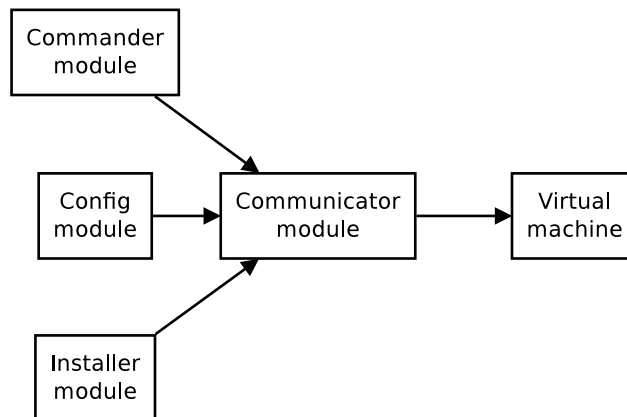 Commander
module
Config
module
Communicator
module
Virtual
machine
Installer
module